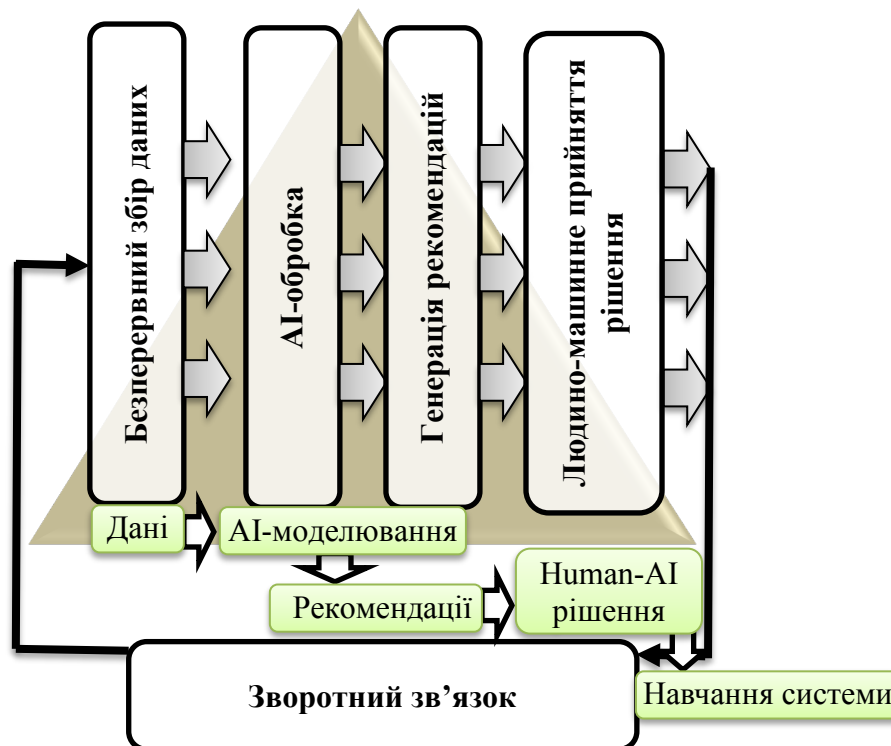 Безперервний збір даних
AI-обробка
Генерація рекомендацій
Людино-машинне прийняття
рішення
Дані
AI-моделювання
Рекомендації
Human-AI
рішення
Зворотний зв’язок
Навчання системи